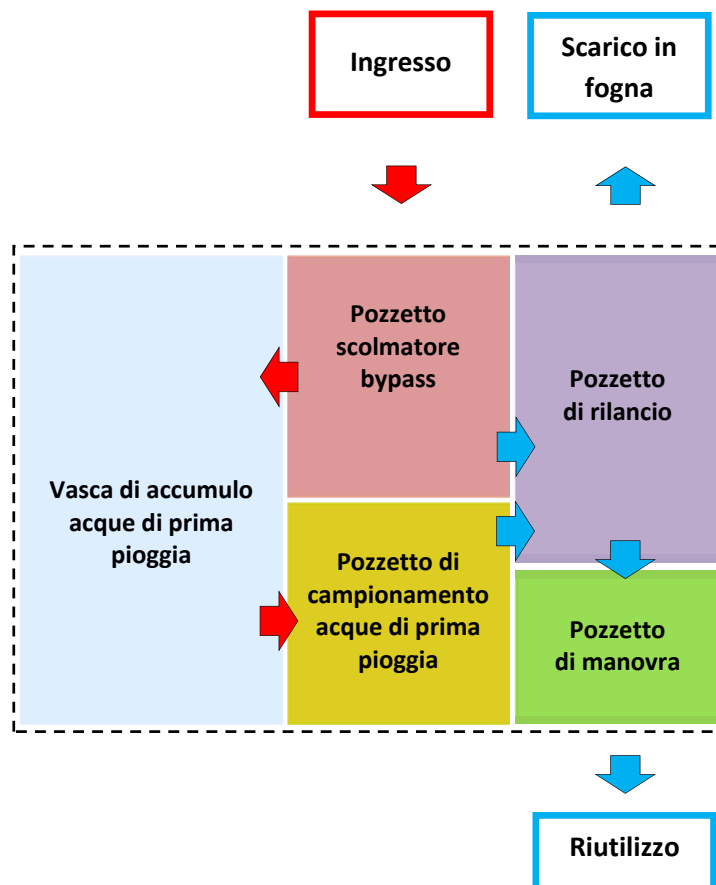 Ingresso
Scarico in
fogna
Pozzetto
scolmatore
bypass
Pozzetto
di rilancio
Vasca di accumulo
acque di prima
pioggia
Pozzetto di
campionamento
acque di prima
pioggia
Pozzetto
di manovra
Riutilizzo